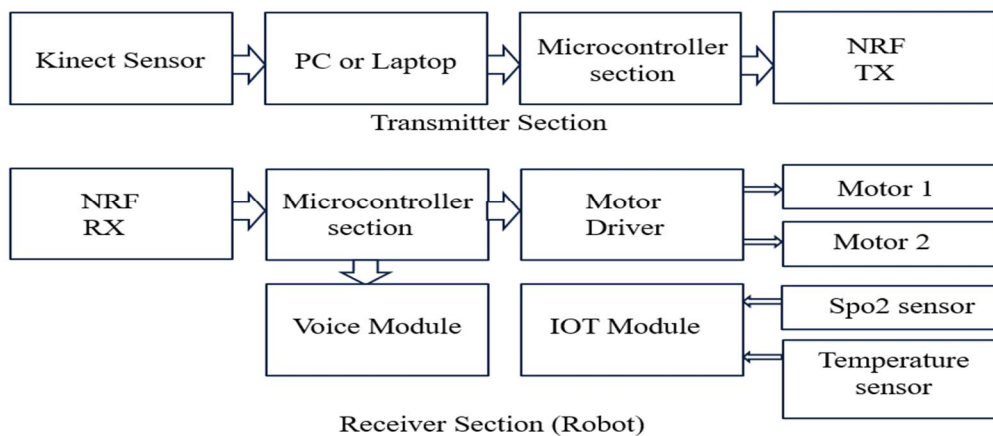 Kinect Sensor
PC or Laptop
Microcontroller
section
NRF
TX
Transmitter Section
NRF
RX
Microcontroller
section
Motor
Driver
Motor 1
Motor 2
Voice Module
IOT Module
Spo2 sensor
Temperature
sensor
Receiver Section (Robot)